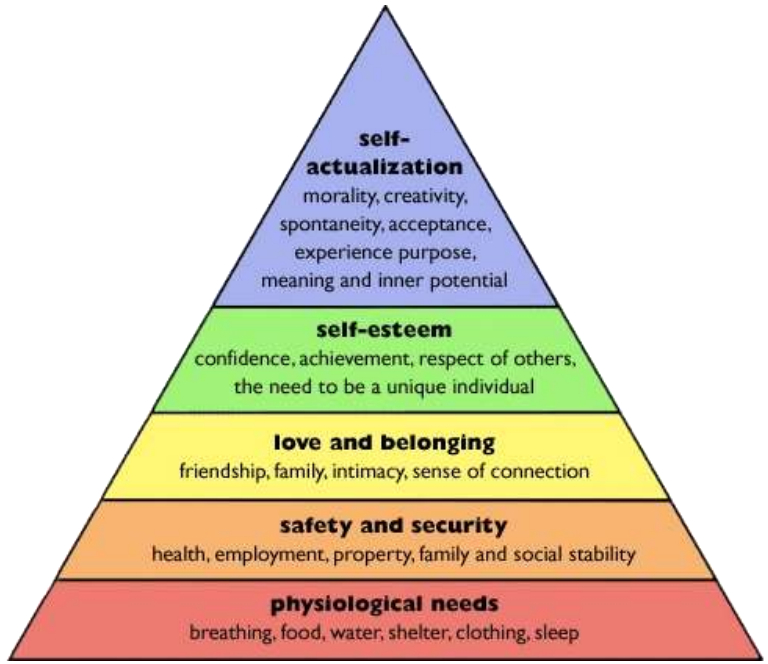 self-
actualization
morality, creativity,
spontaneity, acceptance,
experience purpose,
meaning and inner potential
self-esteem
confidence, achievement, respect of others,
the need to be a unique individual
love and belonging
friendship, family, intimacy, sense of connection
safety and security
health, employment, property, family and social stability
physiological needs
breathing, food, water, shelter, clothing, sleep